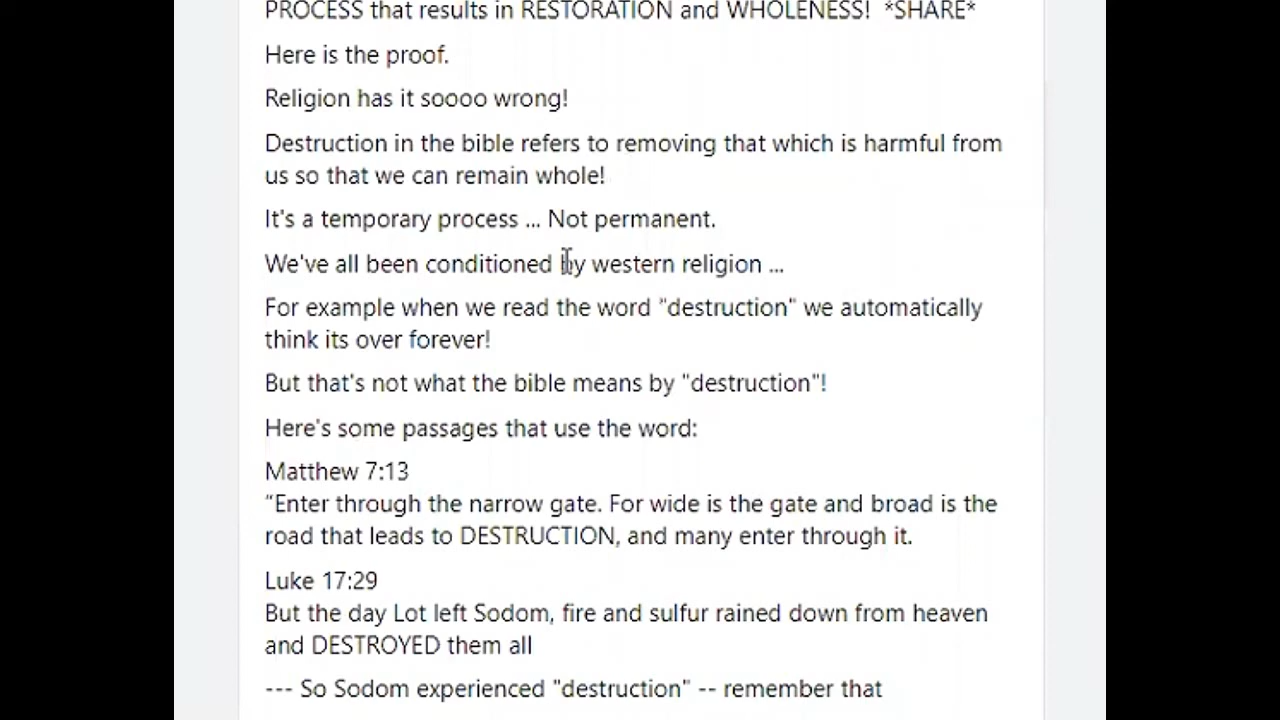 PROCESS that results in RESTORATION and WHOLENESS! *SHARE*
Here is the proof.
Religion has it soooo wrong!
Destruction in the bible refers to removing that which is harmful from
us so that we can remain whole!
It's a temporary process ... Not permanent.
We've all been conditioned by western religion ...
For example when we read the word "destruction" we automatically
think its over forever!
But that's not what the bible means by "destruction"!
Here's some passages that use the word:
Matthew 7:13
"Enter through the narrow gate. For wide is the gate and broad is the
road that leads to DESTRUCTION, and many enter through it.
Luke 17:29
But the day Lot left Sodom, fire and sulfur rained down from heaven
and DESTROYED them all
--- So Sodom experienced "destruction" -- remember that